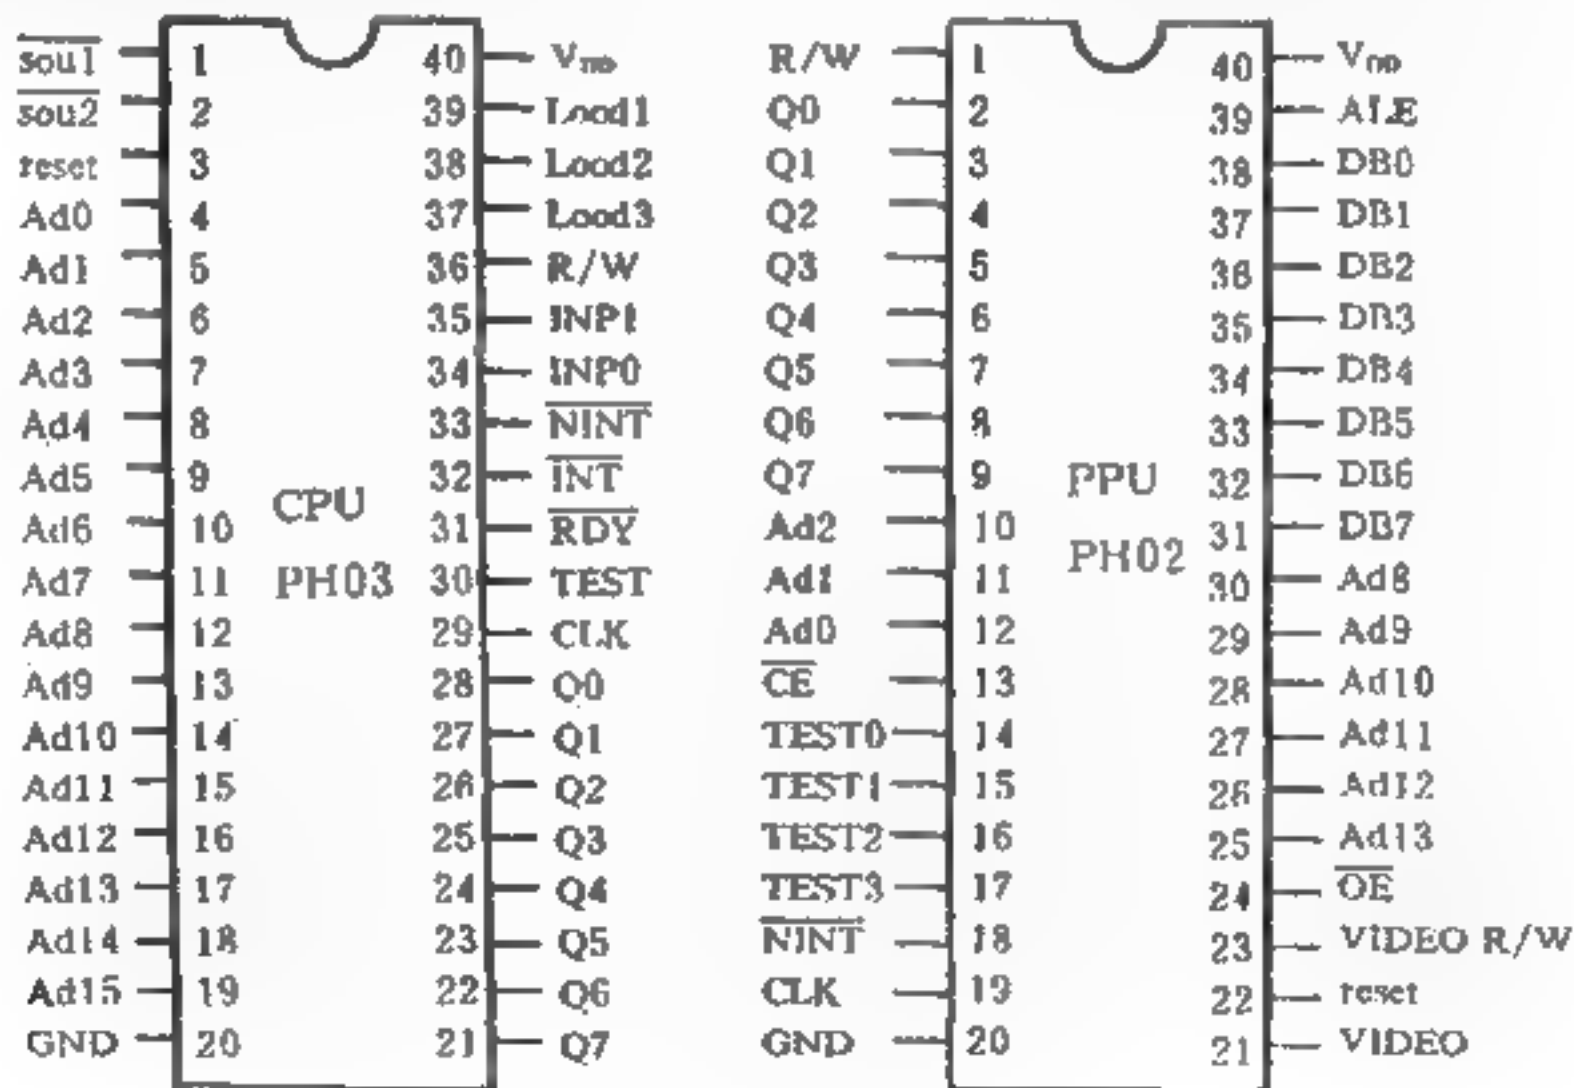 sou1 1 40 VDD
sou2 2 39 Lood1
reset 3 38 Lood2
Ad0 4 37 Lood3
Ad1 5 36 R/W
Ad2 6 35 INP1
Ad3 7 34 INP0
Ad4 8 33 NINT
Ad5 9 32 INT
Ad6 10 31 RDY
Ad7 11 30 TEST
Ad8 12 29 CLK
Ad9 13 28 Q0
Ad10 14 27 Q1
Ad11 15 26 Q2
Ad12 16 25 Q3
Ad13 17 24 Q4
Ad14 18 23 Q5
Ad15 19 22 Q6
GND 20 21 Q7
CPU
PH03
R/W 1 40 VDD
Q0 2 39 ALE
Q1 3 38 DB0
Q2 4 37 DB1
Q3 5 36 DB2
Q4 6 35 DB3
Q5 7 34 DB4
Q6 8 33 DB5
Q7 9 32 DB6
Ad2 10 31 DB7
Ad1 11 30 Ad8
Ad0 12 29 Ad9
CE 13 28 Ad10
TEST0 14 27 Ad11
TEST1 15 26 Ad12
TEST2 16 25 Ad13
TEST3 17 24 OE
NINT 18 23 VIDEO R/W
CLK 19 22 reset
GND 20 21 VIDEO
PPU
PH02